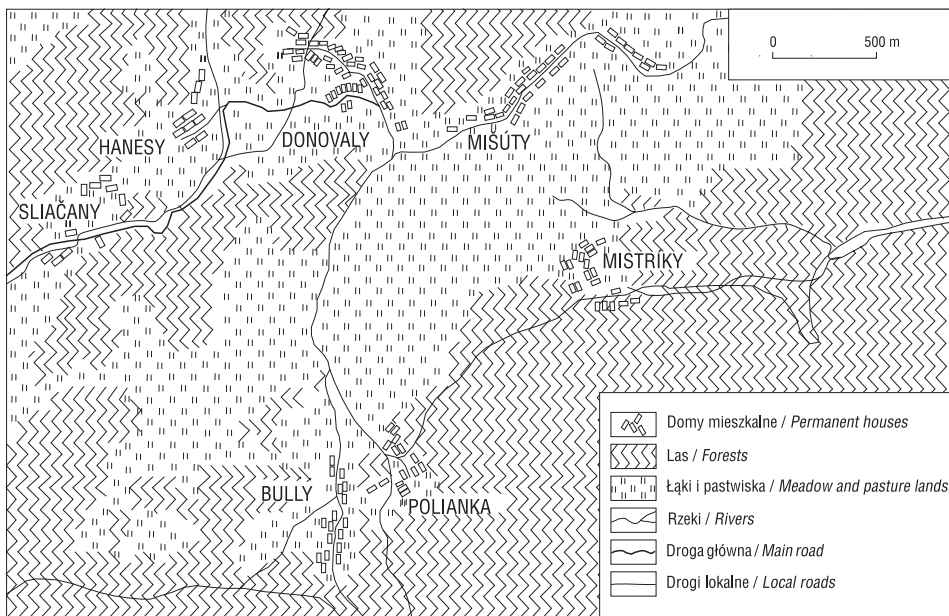 0 500 m
HANESY
DONOVALY
MIŠÚTY
SLIAČANY
MISTRÍKY
BULLY
POLIANKA
Domy mieszkalne / Permanent houses
Las / Forests
Łąki i pastwiska / Meadow and pasture lands
Rzeki / Rivers
Droga główna / Main road
Drogi lokalne / Local roads